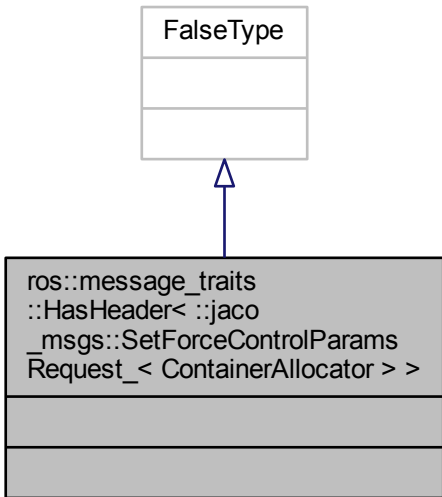 FalseType
ros::message_traits
::HasHeader< ::jaco
_msgs::SetForceControlParams
Request_< ContainerAllocator > >